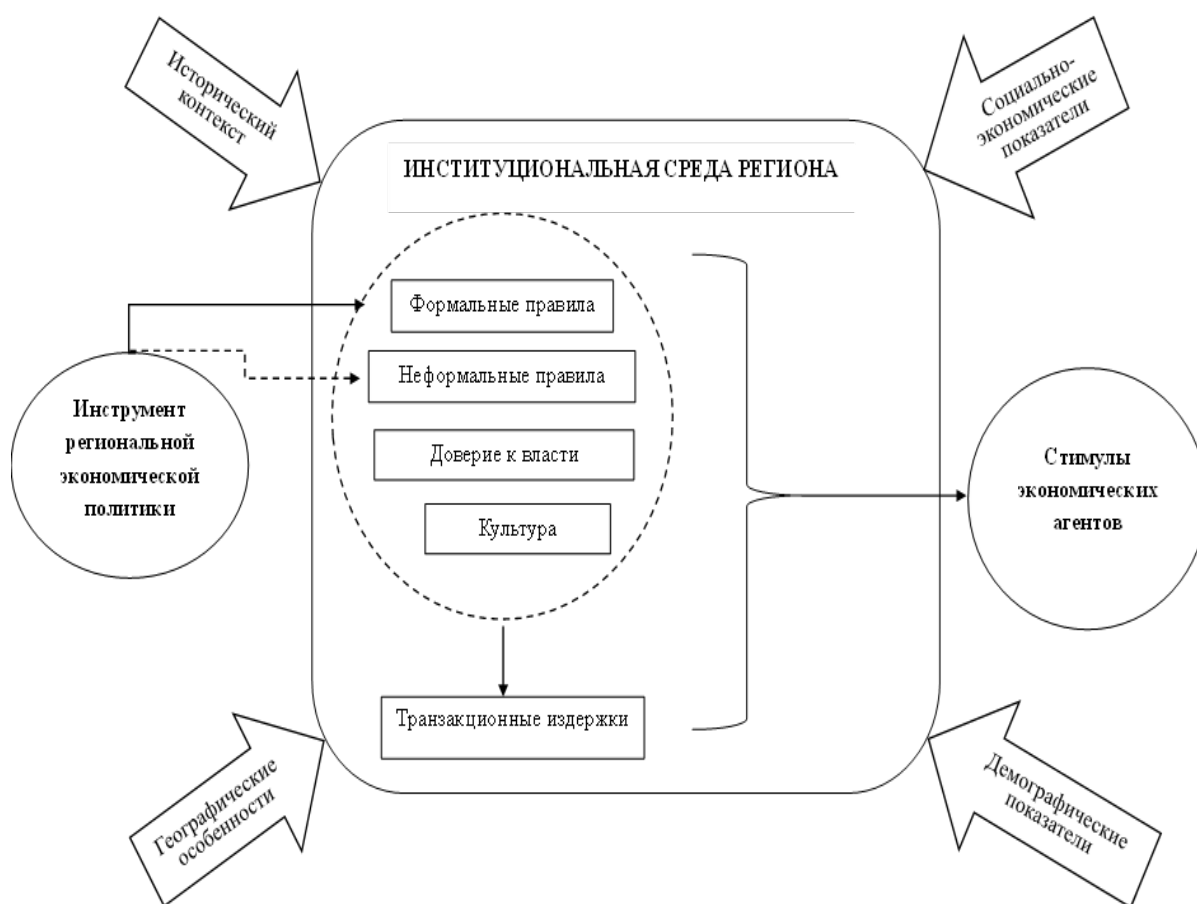 Исторический
контекст
Социально-
экономические
показатели
ИНСТИТУЦИОНАЛЬНАЯ СРЕДА РЕГИОНА
Формальные правила
Неформальные правила
Доверие к власти
Культура
Инструмент
региональной
экономической
политики
Стимулы
экономических
агентов
Транзакционные издержки
Географические
особенности
Демографические
показатели